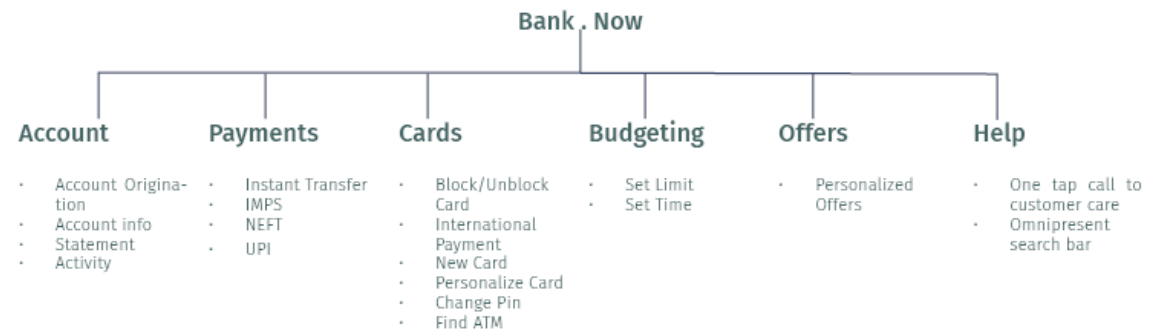 Bank . Now
Account
Account Origina-
tion
Account info
Statement
Activity
Payments
Instant Transfer
IMPS
NEFT
UPI
Cards
Block/Unblock
Card
International
Payment
New Card
Personalize Card
Change Pin
Find ATM
Budgeting
Set Limit
Set Time
Offers
Personalized
Offers
Help
One tap call to
customer care
Omnipresent
search bar